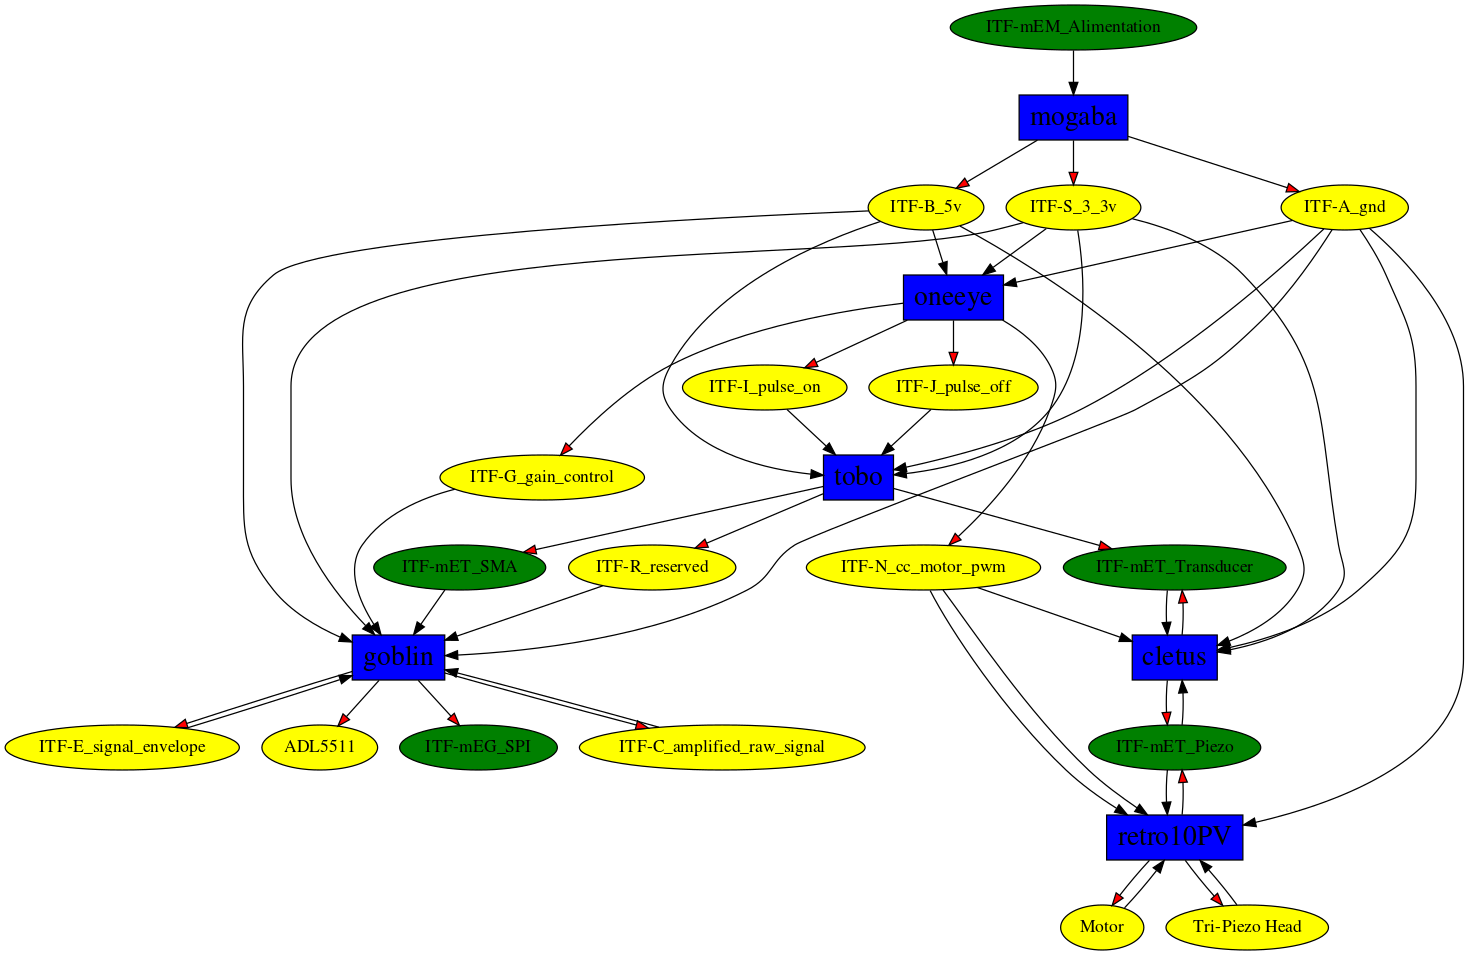 ITF-mEM_Alimentation
mogaba
ITF-B_5v
ITF-S_3_3v
ITF-A_gnd
oneeye
ITF-I_pulse_on
ITF-J_pulse_off
ITF-G_gain_control
tobo
ITF-mET_SMA
ITF-R_reserved
ITF-N_cc_motor_pwm
ITF-mET_Transducer
goblin
cletus
ITF-E_signal_envelope
ADL5511
ITF-mEG_SPI
ITF-C_amplified_raw_signal
ITF-mET_Piezo
retro10PV
Motor
Tri-Piezo Head